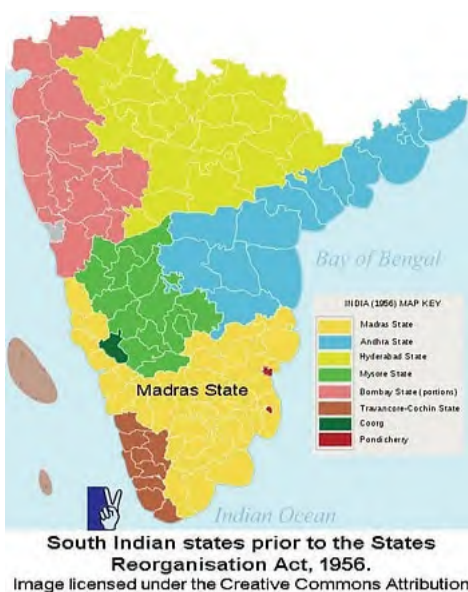 Bay of Bengal
INDIA (1956) MAP KEY
Madras State
Andhra State
Hyderabad State
Mysore State
Bombay State (portions)
Travancore-Cochin State
Coorg
Pondicherry
Madras State
Indian Ocean
South Indian states prior to the States
Reorganisation Act, 1956.
Image licensed under the Creative Commons Attribution